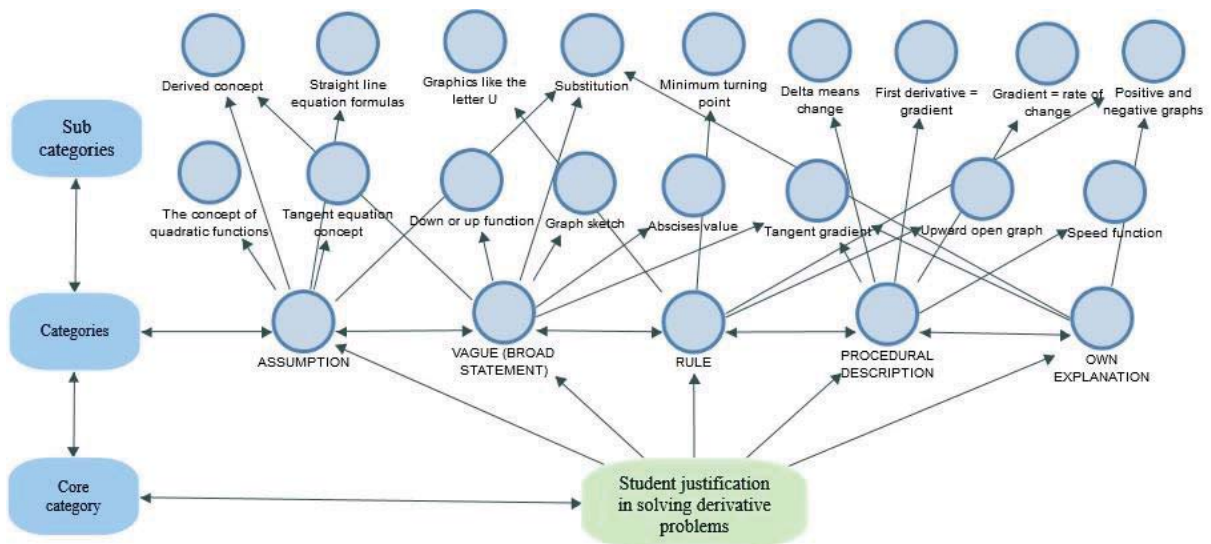 Derived concept
Straight line
equation formulas
Graphics like the
letter U
Substitution
Minimum turning
point
Delta means
change
First derivative =
gradient
Gradient = rate of
change
Positive and
negative graphs
Sub
categories
The concept of
quadratic functions
Tangent equation
concept
Down or up function
Graph sketch
Abscises value
Tangent gradient
Upward open graph
Speed function
Categories
ASSUMPTION
VAGUE (BROAD
STATEMENT)
RULE
PROCEDURAL
DESCRIPTION
OWN
EXPLANATION
Core
category
Student justification
in solving derivative
problems